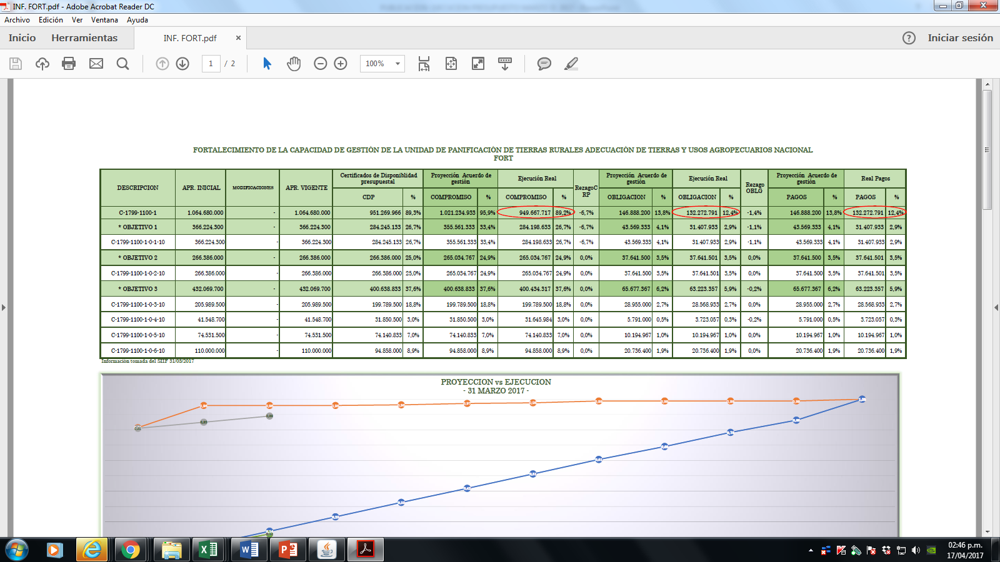 INF. FORT.pdf - Adobe Acrobat Reader DC
Archivo Edición Ver Ventana Ayuda
Inicio Herramientas INF. FORT.pdf × ? Iniciar sesión
1 / 2 100%
FORTALECIMIENTO DE LA CAPACIDAD DE GESTIÓN DE LA UNIDAD DE PANIFICACIÓN DE TIERRAS RURALES ADECUACIÓN DE TIERRAS Y USOS AGROPECUARIOS NACIONAL
FORT
DESCRIPCION APR. INICIAL MODIFICACIONES APR. VIGENTE Certificados de Disponiblidad presupuestal Proyección Acuerdo de gestión Ejecución Real RezagoC RP Proyección Acuerdo de gestión Ejecución Real Rezago OBLG Proyección Acuerdo de gestión Real Pagos
CDP % COMPROMISO % COMPROMISO % OBLIGACION % OBLIGACION % PAGOS % PAGOS %
C-1799-1100-1 1.064.680.000 - 1.064.680.000 951.269.966 89,3% 1.021.234.933 95,9% 949.667.717 89,2% -6,7% 146.888.200 13,8% 132.272.791 12,4% -1,4% 146.888.200 13,8% 132.272.791 12,4%
* OBJETIVO 1 366.224.300 - 366.224.300 284.245.133 26,7% 355.561.333 33,4% 284.198.633 26,7% -6,7% 43.569.333 4,1% 31.407.933 2,9% -1,1% 43.569.333 4,1% 31.407.933 2,9%
C-1799-1100-1-0-1-10 366.224.300 - 366.224.300 284.245.133 26,7% 355.561.333 33,4% 284.198.633 26,7% -6,7% 43.569.333 4,1% 31.407.933 2,9% -1,1% 43.569.333 4,1% 31.407.933 2,9%
* OBJETIVO 2 266.386.000 - 266.386.000 266.386.000 25,0% 265.034.767 24,9% 265.034.767 24,9% 0,0% 37.641.500 3,5% 37.641.501 3,5% 0,0% 37.641.500 3,5% 37.641.501 3,5%
C-1799-1100-1-0-2-10 266.386.000 - 266.386.000 266.386.000 25,0% 265.034.767 24,9% 265.034.767 24,9% 0,0% 37.641.500 3,5% 37.641.501 3,5% 0,0% 37.641.500 3,5% 37.641.501 3,5%
* OBJETIVO 3 432.069.700 - 432.069.700 400.638.833 37,6% 400.638.833 37,6% 400.434.317 37,6% 0,0% 65.677.367 6,2% 63.223.357 5,9% -0,2% 65.677.367 6,2% 63.223.357 5,9%
C-1799-1100-1-0-3-10 205.989.500 - 205.989.500 199.789.500 18,8% 199.789.500 18,8% 199.789.500 18,8% 0,0% 28.955.000 2,7% 28.568.933 2,7% 0,0% 28.955.000 2,7% 28.568.933 2,7%
C-1799-1100-1-0-4-10 41.548.700 - 41.548.700 31.850.500 3,0% 31.850.500 3,0% 31.645.984 3,0% 0,0% 5.791.000 0,5% 3.723.057 0,3% -0,2% 5.791.000 0,5% 3.723.057 0,3%
C-1799-1100-1-0-5-10 74.531.500 - 74.531.500 74.140.833 7,0% 74.140.833 7,0% 74.140.833 7,0% 0,0% 10.194.967 1,0% 10.194.967 1,0% 0,0% 10.194.967 1,0% 10.194.967 1,0%
C-1799-1100-1-0-6-10 110.000.000 - 110.000.000 94.858.000 8,9% 94.858.000 8,9% 94.858.000 8,9% 0,0% 20.736.400 1,9% 20.736.400 1,9% 0,0% 20.736.400 1,9% 20.736.400 1,9%
Información tomada del SIIF 31/03/2017
PROYECCION vs EJECUCION
- 31 MARZO 2017 -
02:46 p.m.
17/04/2017